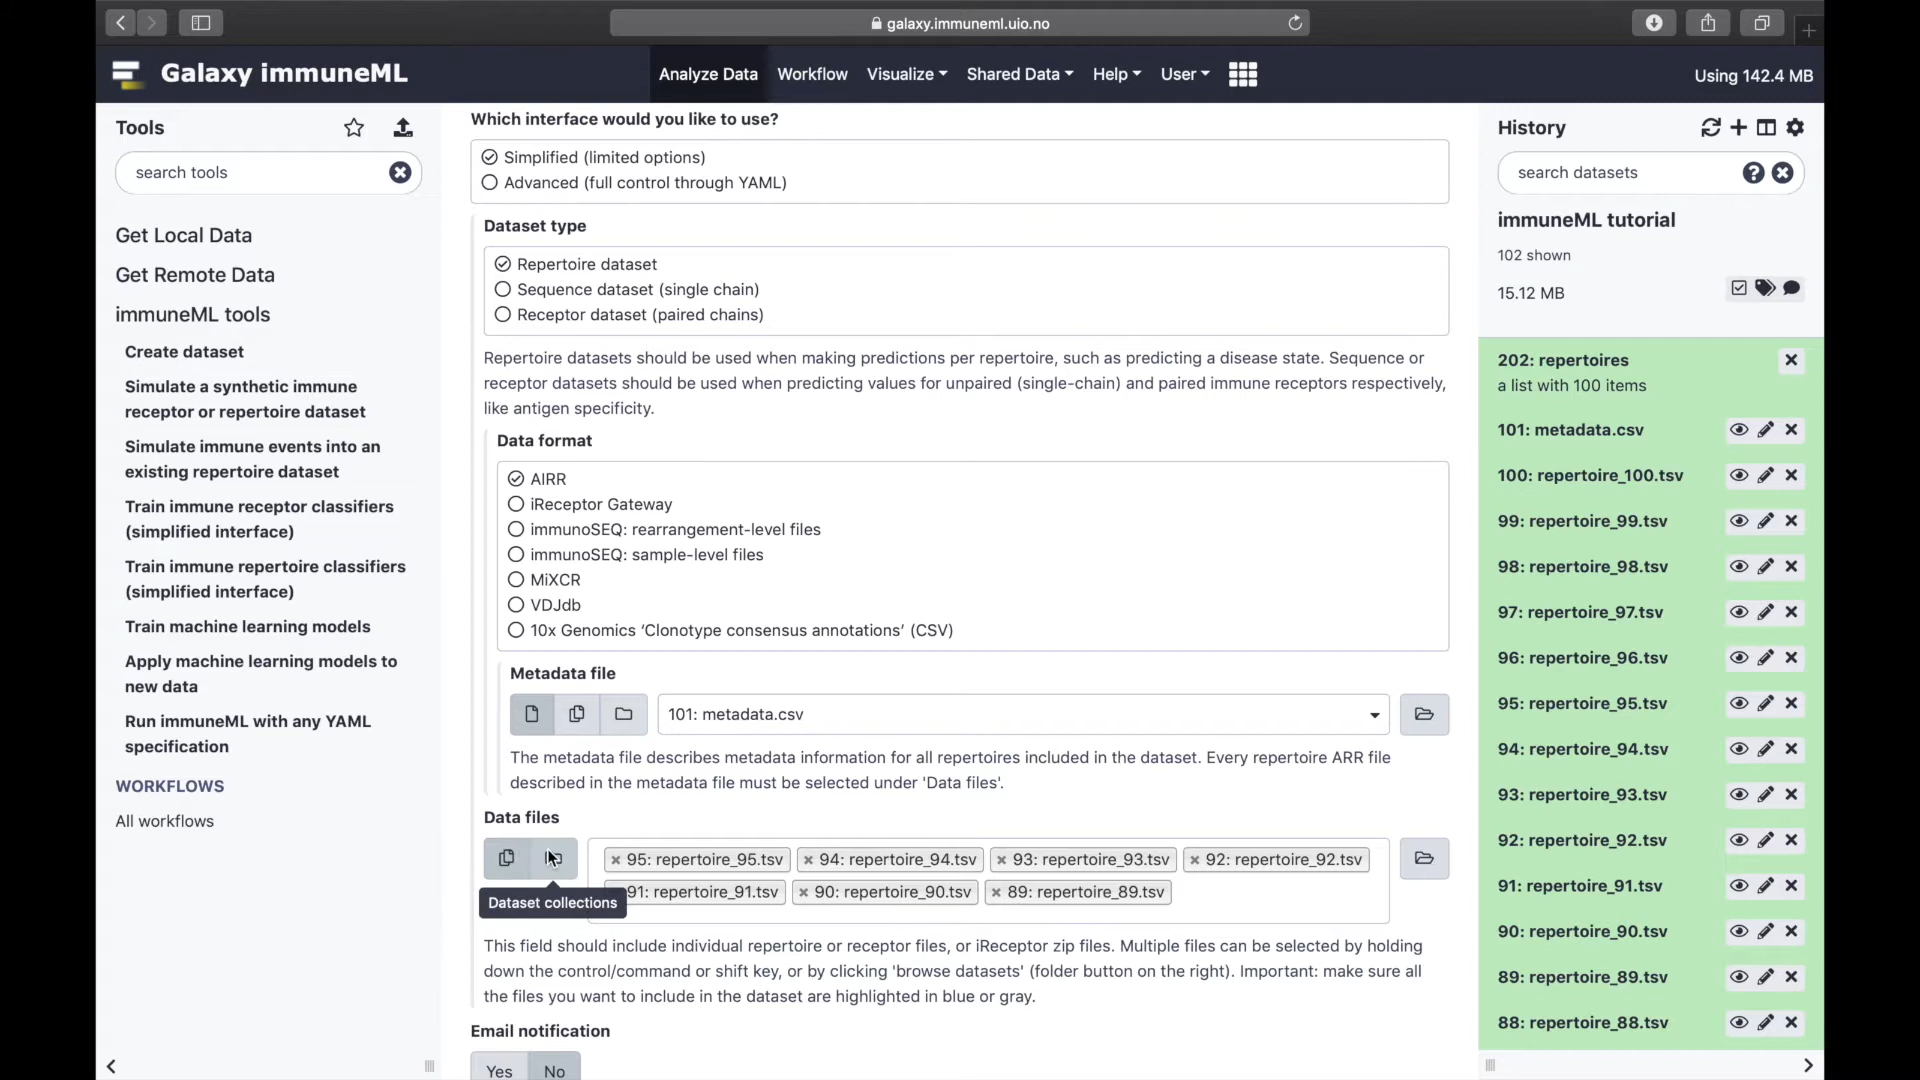 galaxy.immuneml.uio.no
Galaxy immuneML
Analyze Data
Workflow
Visualize
Shared Data
Help
User
Using 142.4 MB
Tools
search tools
Get Local Data
Get Remote Data
immuneML tools
Create dataset
Simulate a synthetic immune
receptor or repertoire dataset
Simulate immune events into an
existing repertoire dataset
Train immune receptor classifiers
(simplified interface)
Train immune repertoire classifiers
(simplified interface)
Train machine learning models
Apply machine learning models to
new data
Run immuneML with any YAML
specification
WORKFLOWS
All workflows
Which interface would you like to use?
Simplified (limited options)
Advanced (full control through YAML)
Dataset type
Repertoire dataset
Sequence dataset (single chain)
Receptor dataset (paired chains)
Repertoire datasets should be used when making predictions per repertoire, such as predicting a disease state. Sequence or
receptor datasets should be used when predicting values for unpaired (single-chain) and paired immune receptors respectively,
like antigen specificity.
Data format
AIRR
iReceptor Gateway
immunoSEQ: rearrangement-level files
immunoSEQ: sample-level files
MiXCR
VDJdb
10x Genomics ‘Clonotype consensus annotations’ (CSV)
Metadata file
101: metadata.csv
The metadata file describes metadata information for all repertoires included in the dataset. Every repertoire ARR file
described in the metadata file must be selected under 'Data files'.
Data files
95: repertoire_95.tsv
94: repertoire_94.tsv
93: repertoire_93.tsv
92: repertoire_92.tsv
91: repertoire_91.tsv
90: repertoire_90.tsv
89: repertoire_89.tsv
Dataset collections
This field should include individual repertoire or receptor files, or iReceptor zip files. Multiple files can be selected by holding
down the control/command or shift key, or by clicking 'browse datasets' (folder button on the right). Important: make sure all
the files you want to include in the dataset are highlighted in blue or gray.
Email notification
Yes
No
History
search datasets
immuneML tutorial
102 shown
15.12 MB
202: repertoires
a list with 100 items
101: metadata.csv
100: repertoire_100.tsv
99: repertoire_99.tsv
98: repertoire_98.tsv
97: repertoire_97.tsv
96: repertoire_96.tsv
95: repertoire_95.tsv
94: repertoire_94.tsv
93: repertoire_93.tsv
92: repertoire_92.tsv
91: repertoire_91.tsv
90: repertoire_90.tsv
89: repertoire_89.tsv
88: repertoire_88.tsv